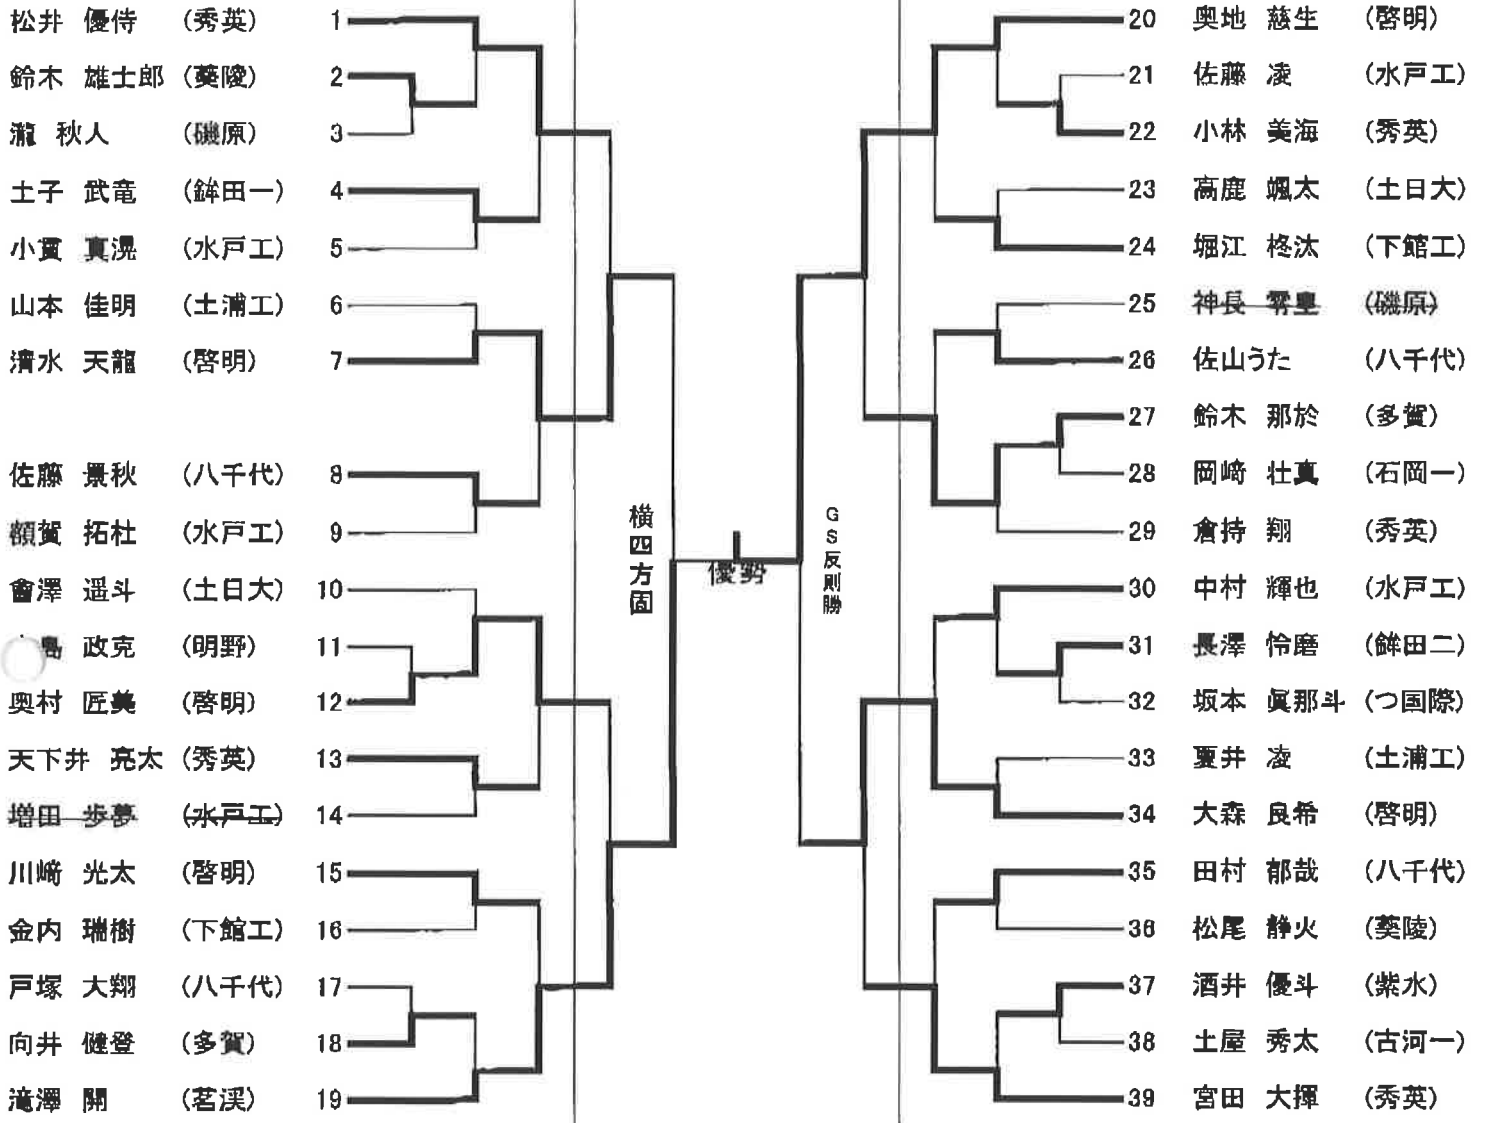 松井 優侍 (秀英) 1
鈴木 雄士郎 (葵陵) 2
瀧 秋人 (磯原) 3
土子 武竜 (鉾田一) 4
小貫 真滉 (水戸工) 5
山本 佳明 (土浦工) 6
清水 天龍 (啓明) 7
佐藤 景秋 (八千代) 8
額賀 拓杜 (水戸工) 9
會澤 遥斗 (土日大) 10
島 政克 (明野) 11
奥村 匠美 (啓明) 12
天下井 亮太 (秀英) 13
増田 歩夢 (水戸工) 14
川﨑 光太 (啓明) 15
金内 瑞樹 (下館工) 16
戸塚 大翔 (八千代) 17
向井 健登 (多賀) 18
滝澤 開 (茗渓) 19
横四方固
優勢
GS反則勝
20 奥地 慈生 (啓明)
21 佐藤 凌 (水戸工)
22 小林 美海 (秀英)
23 高鹿 颯太 (土日大)
24 堀江 柊汰 (下館工)
25 神長 零 (磯原)
26 佐山うた (八千代)
27 鈴木 那於 (多賀)
28 岡﨑 壮真 (石岡一)
29 倉持 翔 (秀英)
30 中村 輝也 (水戸工)
31 長澤 怜磨 (鉾田二)
32 坂本 眞那斗 (つ国際)
33 夏井 凌 (土浦工)
34 大森 良希 (啓明)
35 田村 郁哉 (八千代)
36 松尾 静火 (葵陵)
37 酒井 優斗 (紫水)
38 土屋 秀太 (古河一)
39 宮田 大揮 (秀英)